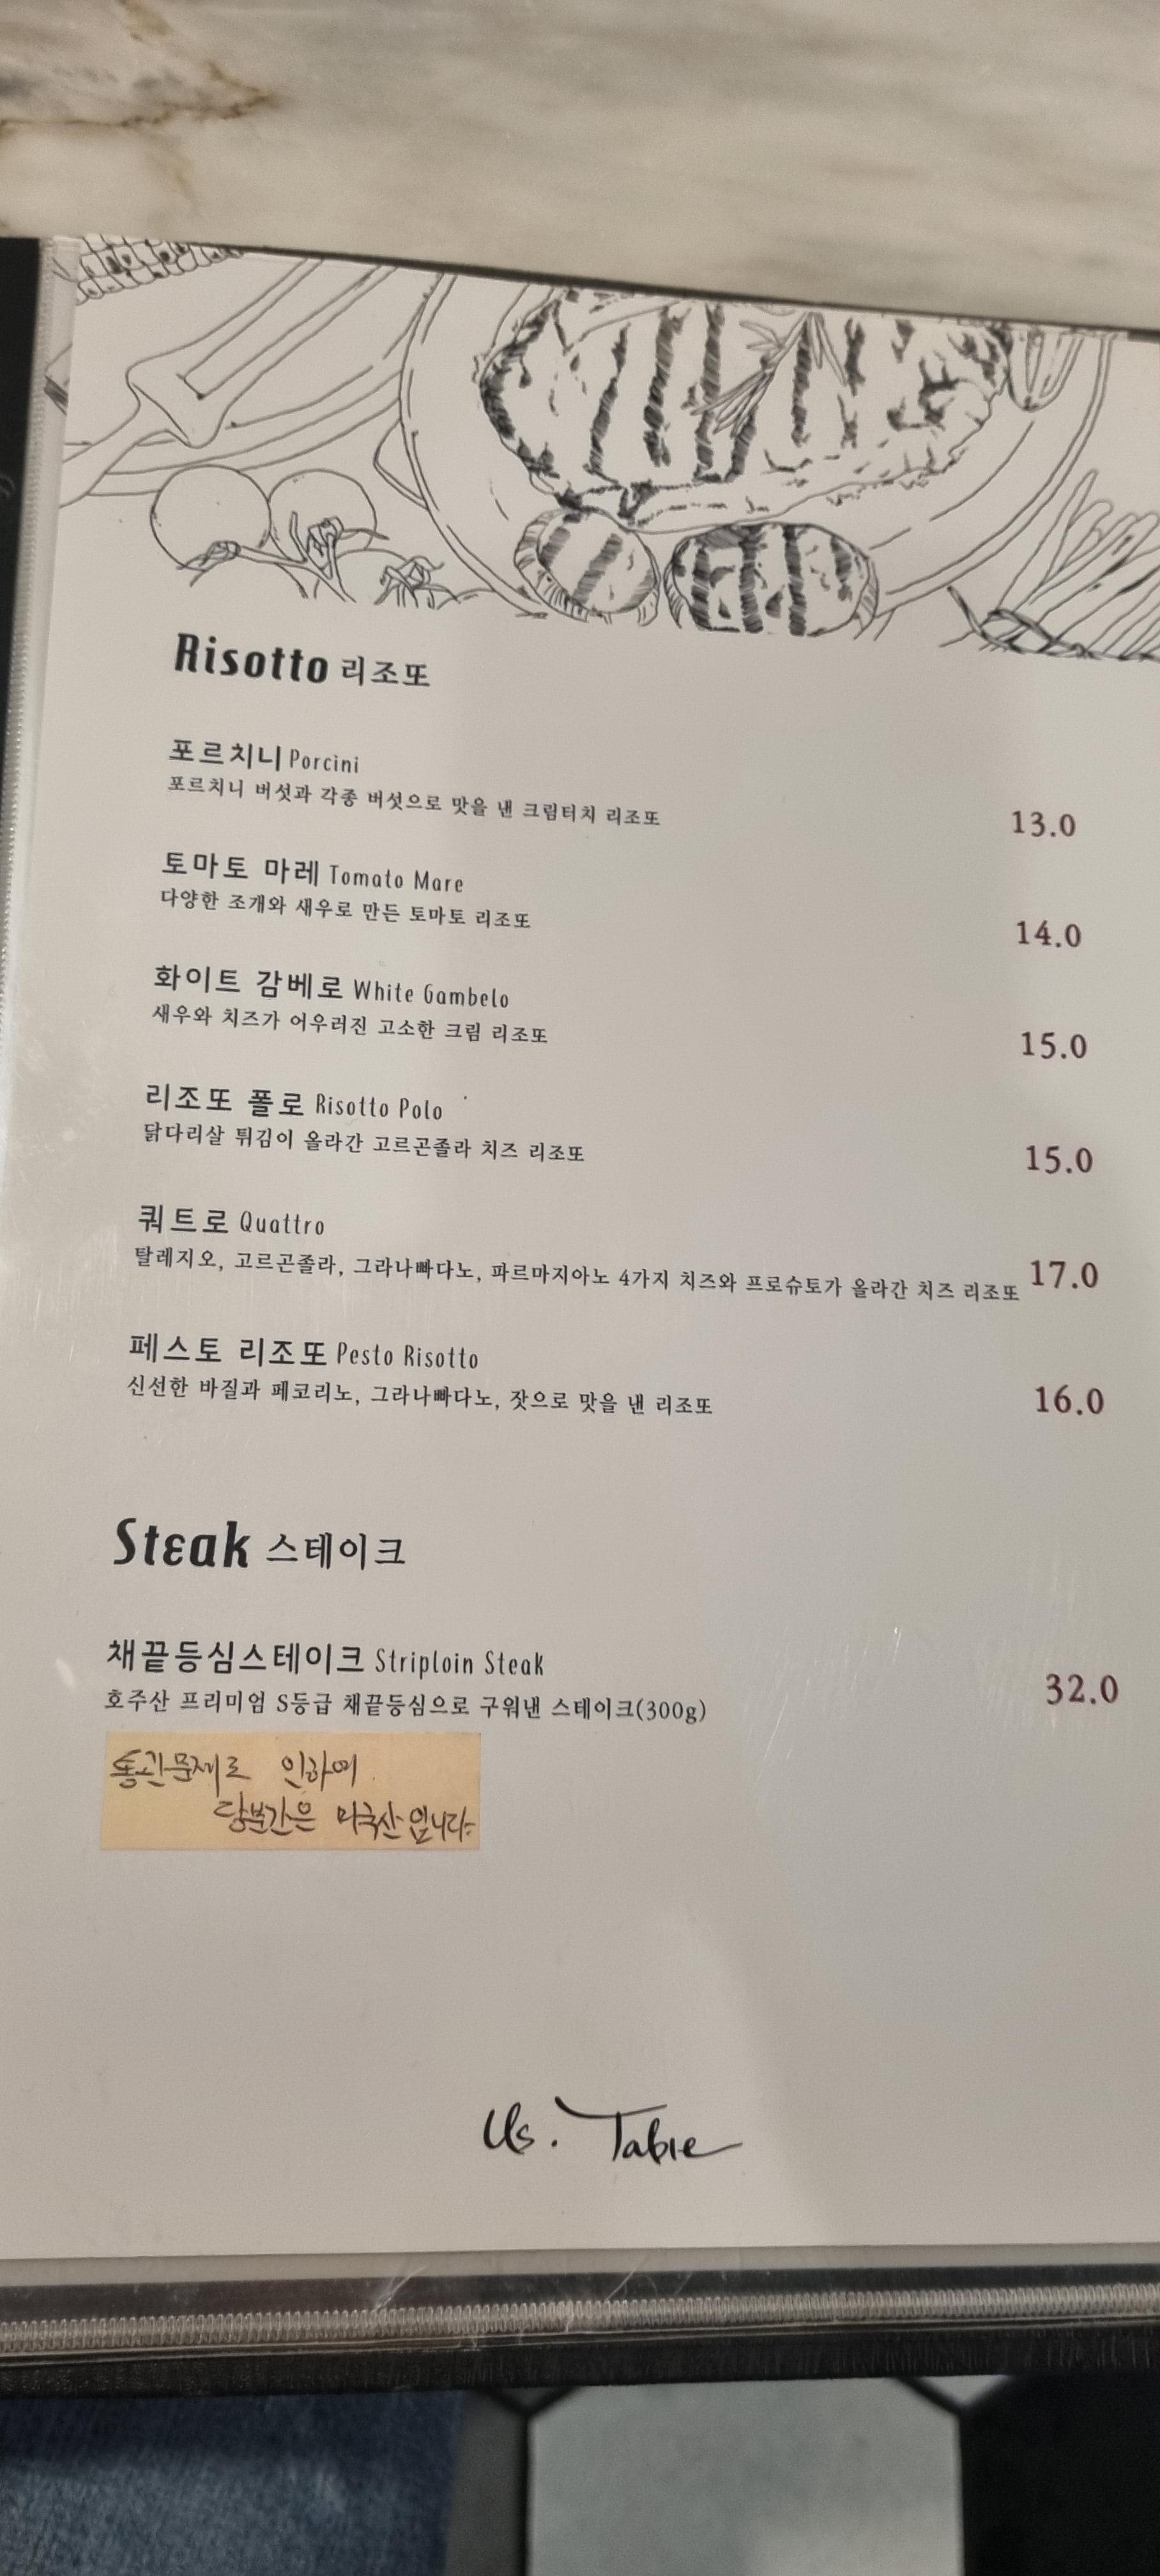 Risotto 리조또
포르치니 Porcini
포르치니 버섯과 각종 버섯으로 맛을 낸 크림터치 리조또
13.0
토마토 마레 Tomato Mare
다양한 조개와 새우로 만든 토마토 리조또
14.0
화이트 감베로 White Gambelo
새우와 치즈가 어우러진 고소한 크림 리조또
15.0
리조또 폴로 Risotto Polo
닭다리살 튀김이 올라간 고르곤졸라 치즈 리조또
15.0
쿼트로 Quattro
탈레지오, 고르곤졸라, 그라나빠다노, 파르마지아노 4가지 치즈와 프로슈토가 올라간 치즈 리조또 17.0
페스토 리조또 Pesto Risotto
신선한 바질과 페코리노, 그라나빠다노, 잣으로 맛을 낸 리조또
16.0
Steak 스테이크
채끝등심스테이크 Striploin Steak
호주산 프리미엄 S등급 채끝등심으로 구워낸 스테이크(300g)
32.0
통관문제로 인하여
당분간은 미국산입니다.
Us. Table